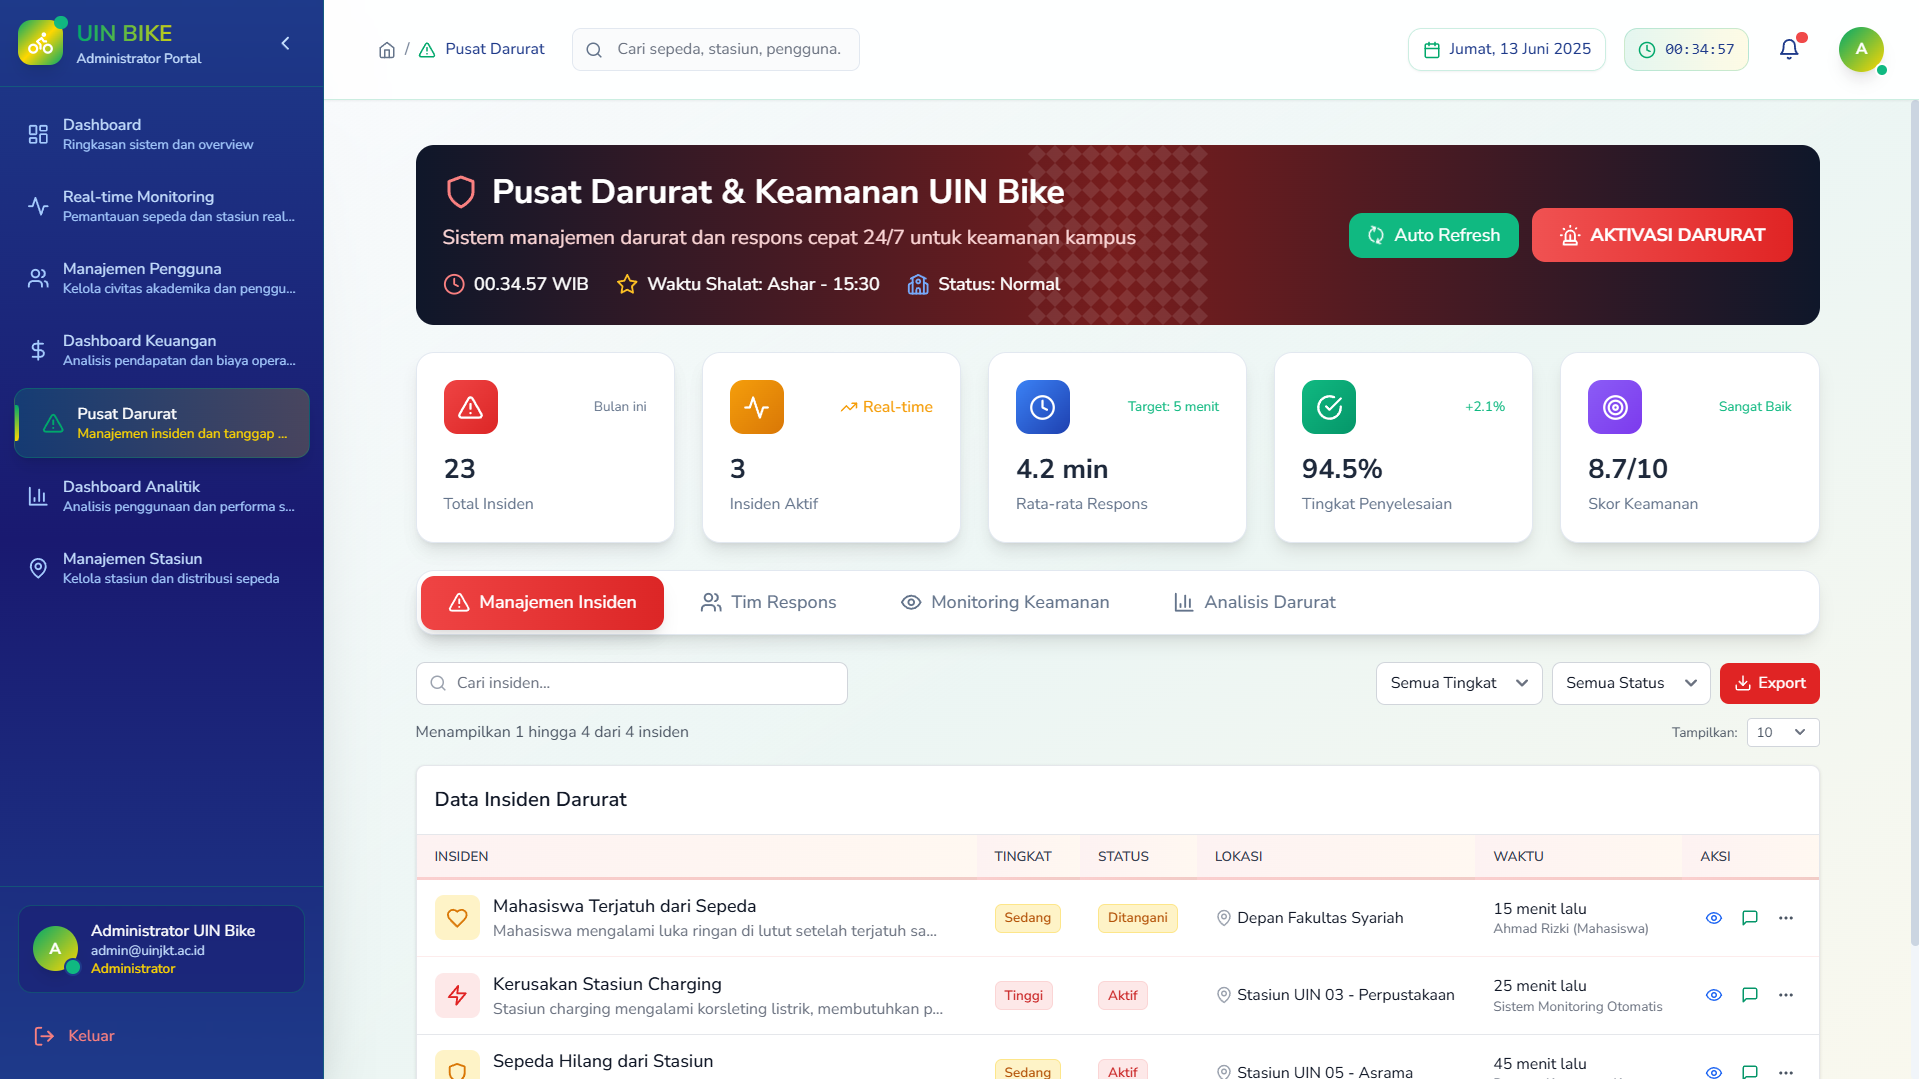 UIN BIKE
Administrator Portal
Dashboard
Ringkasan sistem dan overview
Real-time Monitoring
Pemantauan sepeda dan stasiun real...
Manajemen Pengguna
Kelola civitas akademika dan penggu...
Dashboard Keuangan
Analisis pendapatan dan biaya opera...
Pusat Darurat
Manajemen insiden dan tanggap ...
Dashboard Analitik
Analisis penggunaan dan performa s...
Manajemen Stasiun
Kelola stasiun dan distribusi sepeda
A
Administrator UIN Bike
admin@uinjkt.ac.id
Administrator
Keluar
/ Pusat Darurat
Cari sepeda, stasiun, pengguna.
Jumat, 13 Juni 2025
00:34:57
A
Pusat Darurat & Keamanan UIN Bike
Sistem manajemen darurat dan respons cepat 24/7 untuk keamanan kampus
00.34.57 WIB
Waktu Shalat: Ashar - 15:30
Status: Normal
Auto Refresh
AKTIVASI DARURAT
Bulan ini
23
Total Insiden
Real-time
3
Insiden Aktif
Target: 5 menit
4.2 min
Rata-rata Respons
+2.1%
94.5%
Tingkat Penyelesaian
Sangat Baik
8.7/10
Skor Keamanan
Manajemen Insiden
Tim Respons
Monitoring Keamanan
Analisis Darurat
Cari insiden...
Semua Tingkat
Semua Status
Export
Menampilkan 1 hingga 4 dari 4 insiden
Tampilkan: 10
Data Insiden Darurat
INSIDEN TINGKAT STATUS LOKASI WAKTU AKSI
Mahasiswa Terjatuh dari Sepeda
Mahasiswa mengalami luka ringan di lutut setelah terjatuh sa...
Sedang
Ditangani
Depan Fakultas Syariah
15 menit lalu
Ahmad Rizki (Mahasiswa)
Kerusakan Stasiun Charging
Stasiun charging mengalami korsleting listrik, membutuhkan p...
Tinggi
Aktif
Stasiun UIN 03 - Perpustakaan
25 menit lalu
Sistem Monitoring Otomatis
Sepeda Hilang dari Stasiun
Sedang
Aktif
Stasiun UIN 05 - Asrama
45 menit lalu